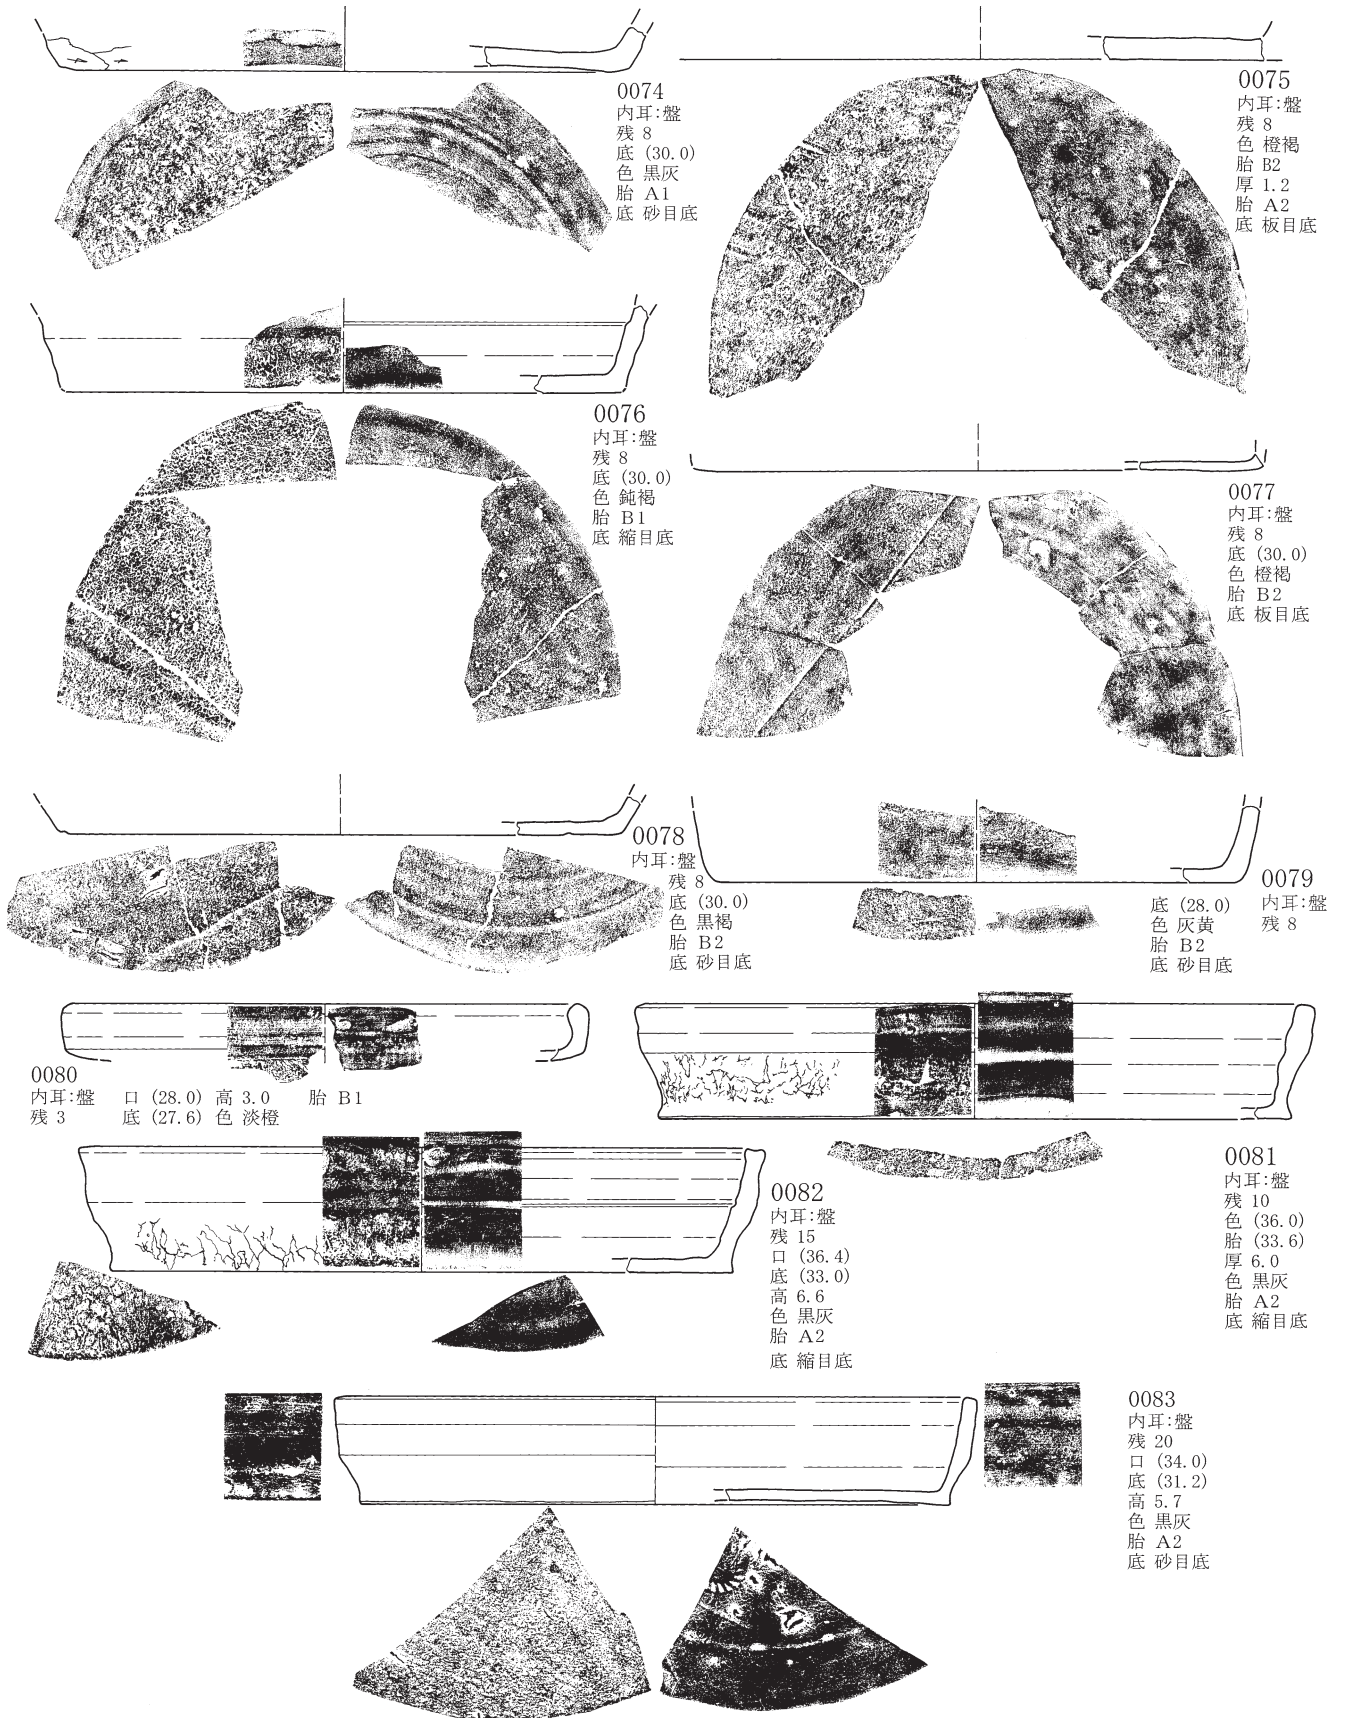 0074
内耳:盤
残 8
底 (30.0)
色 黒灰
胎 A1
底 砂目底
0075
内耳:盤
残 8
色 橙褐
胎 B2
厚 1.2
胎 A2
底 板目底
0076
内耳:盤
残 8
底 (30.0)
色 鈍褐
胎 B1
底 縮目底
0077
内耳:盤
残 8
底 (30.0)
色 橙褐
胎 B2
底 板目底
0078
内耳:盤
残 8
底 (30.0)
色 黒褐
胎 B2
底 砂目底
0079
内耳:盤
残 8
底 (28.0)
色 灰黄
胎 B2
底 砂目底
0080
内耳:盤 口 (28.0) 高 3.0 胎 B1
残 3 底 (27.6) 色 淡橙
0081
内耳:盤
残 10
色 (36.0)
胎 (33.6)
厚 6.0
色 黒灰
胎 A2
底 縮目底
0082
内耳:盤
残 15
口 (36.4)
底 (33.0)
高 6.6
色 黒灰
胎 A2
底 縮目底
0083
内耳:盤
残 20
口 (34.0)
底 (31.2)
高 5.7
色 黒灰
胎 A2
底 砂目底